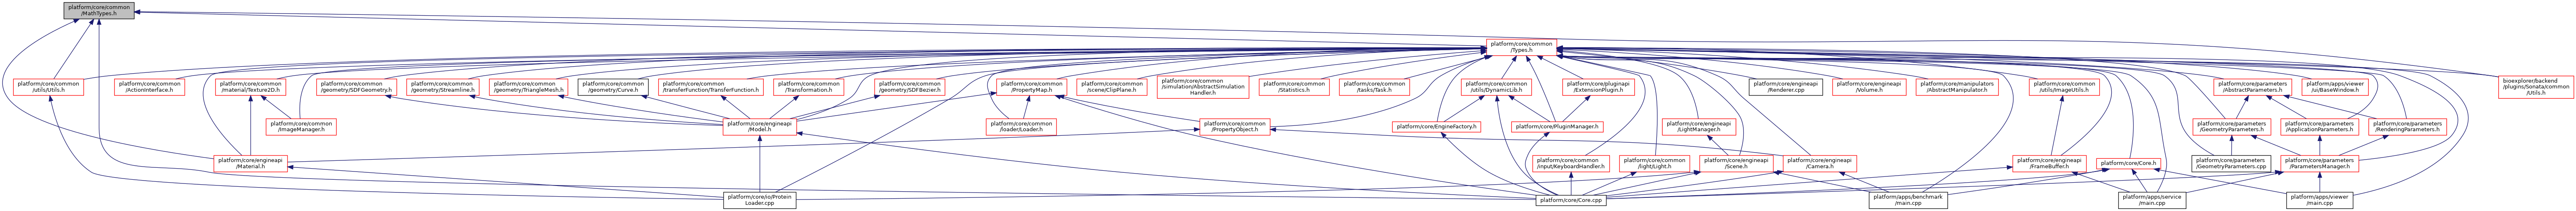 platform/core/common
/MathTypes.h
platform/core/common
/Types.h
platform/core/common
/utils/Utils.h
platform/core/common
/ActionInterface.h
platform/core/common
/material/Texture2D.h
platform/core/common
/geometry/SDFGeometry.h
platform/core/common
/geometry/Streamline.h
platform/core/common
/geometry/TriangleMesh.h
platform/core/common
/geometry/Curve.h
platform/core/common
/transferFunction/TransferFunction.h
platform/core/common
/Transformation.h
platform/core/common
/geometry/SDFBezier.h
platform/core/common
/PropertyMap.h
platform/core/common
/scene/ClipPlane.h
platform/core/common
/simulation/AbstractSimulation
Handler.h
platform/core/common
/Statistics.h
platform/core/common
/tasks/Task.h
platform/core/common
/utils/DynamicLib.h
platform/core/pluginapi
/ExtensionPlugin.h
platform/core/engineapi
/Renderer.cpp
platform/core/engineapi
/Volume.h
platform/core/manipulators
/AbstractManipulator.h
platform/core/common
/utils/ImageUtils.h
platform/core/parameters
/AbstractParameters.h
platform/apps/viewer
/ui/BaseWindow.h
bioexplorer/backend
/plugins/Sonata/common
/Utils.h
platform/core/common
/ImageManager.h
platform/core/engineapi
/Model.h
platform/core/common
/loader/Loader.h
platform/core/common
/PropertyObject.h
platform/core/EngineFactory.h
platform/core/PluginManager.h
platform/core/engineapi
/LightManager.h
platform/core/parameters
/GeometryParameters.h
platform/core/parameters
/ApplicationParameters.h
platform/core/parameters
/RenderingParameters.h
platform/core/engineapi
/Material.h
platform/core/common
/input/KeyboardHandler.h
platform/core/common
/light/Light.h
platform/core/engineapi
/Scene.h
platform/core/engineapi
/Camera.h
platform/core/engineapi
/FrameBuffer.h
platform/core/Core.h
platform/core/parameters
/GeometryParameters.cpp
platform/core/parameters
/ParametersManager.h
platform/core/io/Protein
Loader.cpp
platform/core/Core.cpp
platform/apps/benchmark
/main.cpp
platform/apps/service
/main.cpp
platform/apps/viewer
/main.cpp